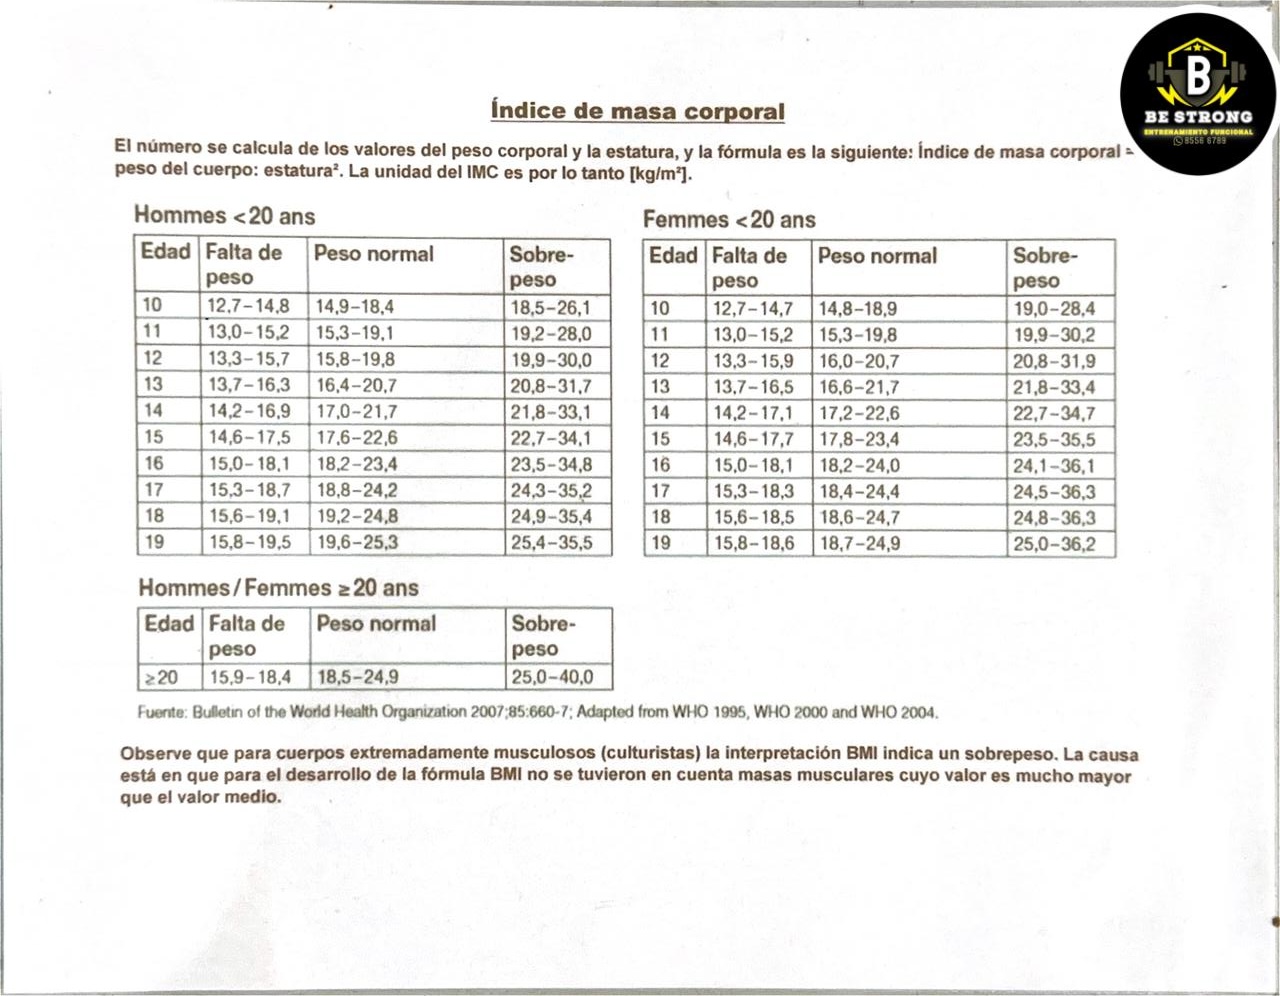 B
BE STRONG
ENTRENAMIENTO FUNCIONAL
8556 6789
Índice de masa corporal
El número se calcula de los valores del peso corporal y la estatura, y la fórmula es la siguiente: Índice de masa corporal =
peso del cuerpo: estatura². La unidad del IMC es por lo tanto [kg/m²].
Hommes <20 ans
Edad Falta de peso Peso normal Sobre-peso
10 12,7–14,8 14,9–18,4 18,5–26,1
11 13,0–15,2 15,3–19,1 19,2–28,0
12 13,3–15,7 15,8–19,8 19,9–30,0
13 13,7–16,3 16,4–20,7 20,8–31,7
14 14,2–16,9 17,0–21,7 21,8–33,1
15 14,6–17,5 17,6–22,6 22,7–34,1
16 15,0–18,1 18,2–23,4 23,5–34,8
17 15,3–18,7 18,8–24,2 24,3–35,2
18 15,6–19,1 19,2–24,8 24,9–35,4
19 15,8–19,5 19,6–25,3 25,4–35,5
Femmes <20 ans
Edad Falta de peso Peso normal Sobre-peso
10 12,7–14,7 14,8–18,9 19,0–28,4
11 13,0–15,2 15,3–19,8 19,9–30,2
12 13,3–15,9 16,0–20,7 20,8–31,9
13 13,7–16,5 16,6–21,7 21,8–33,4
14 14,2–17,1 17,2–22,6 22,7–34,7
15 14,6–17,7 17,8–23,4 23,5–35,5
16 15,0–18,1 18,2–24,0 24,1–36,1
17 15,3–18,3 18,4–24,4 24,5–36,3
18 15,6–18,5 18,6–24,7 24,8–36,3
19 15,8–18,6 18,7–24,9 25,0–36,2
Hommes/Femmes ≥20 ans
Edad Falta de peso Peso normal Sobre-peso
≥20 15,9–18,4 18,5–24,9 25,0–40,0
Fuente: Bulletin of the World Health Organization 2007;85:660-7; Adapted from WHO 1995, WHO 2000 and WHO 2004.
Observe que para cuerpos extremadamente musculosos (culturistas) la interpretación BMI indica un sobrepeso. La causa
está en que para el desarrollo de la fórmula BMI no se tuvieron en cuenta masas musculares cuyo valor es mucho mayor
que el valor medio.